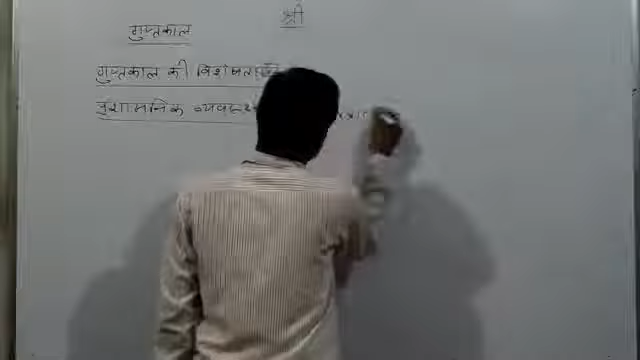 श्री
गुप्तकाल
गुप्तकाल की विशेषताएँ
प्रशासनिक व्यवस्था